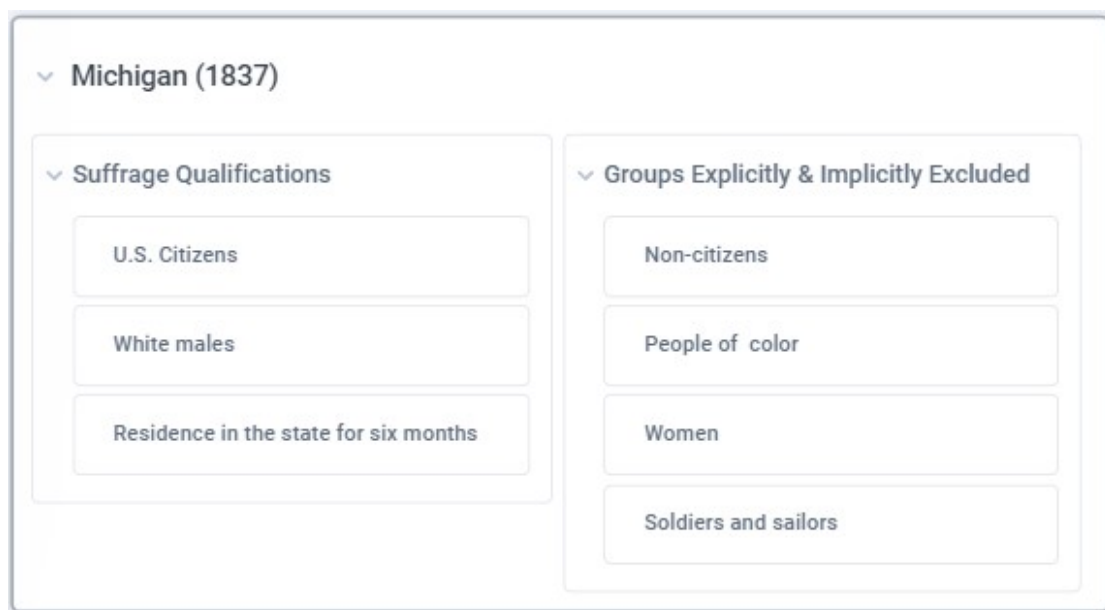 Michigan (1837)
Suffrage Qualifications
U.S. Citizens
White males
Residence in the state for six months
Groups Explicitly & Implicitly Excluded
Non-citizens
People of color
Women
Soldiers and sailors